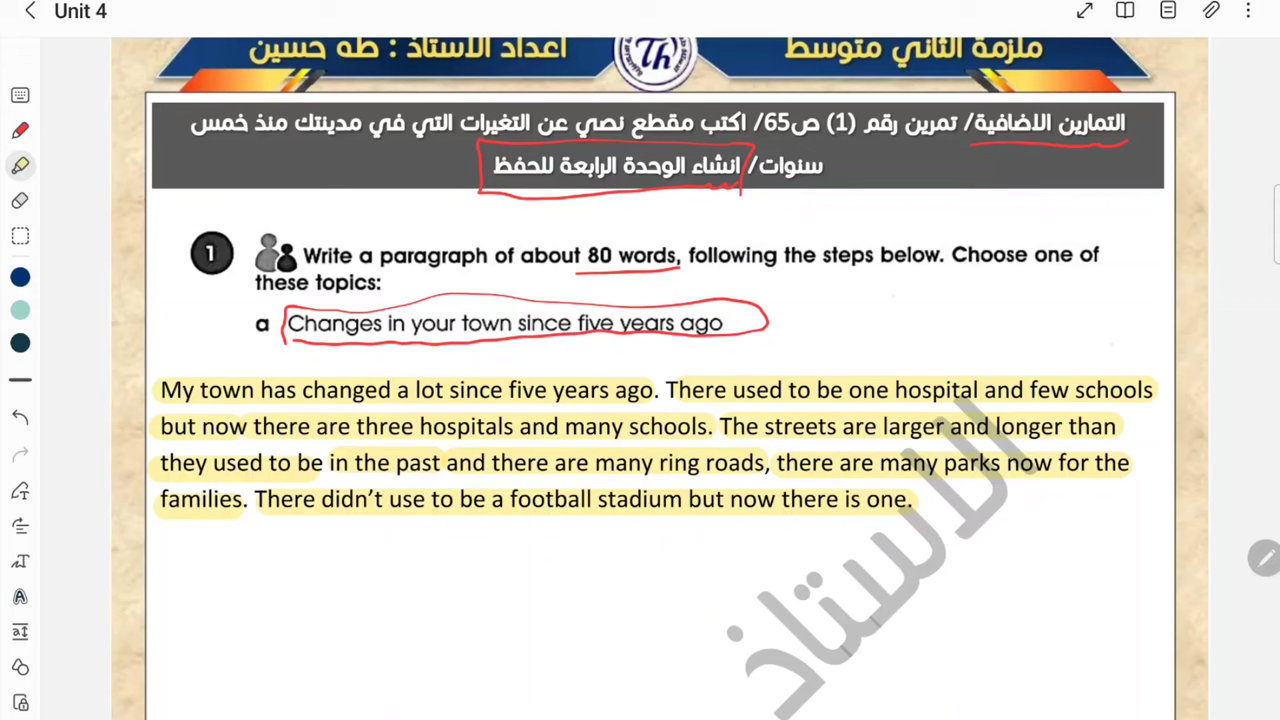 Unit 4
ملزمة الثاني متوسط
اعداد الاستاذ : طه حسين
Th
التمارين الاضافية/ تمرين رقم (1) ص65/ اكتب مقطع نصي عن التغيرات التي في مدينتك منذ خمس
سنوات/ انشاء الوحدة الرابعة للحفظ
1 Write a paragraph of about 80 words, following the steps below. Choose one of
these topics:
a Changes in your town since five years ago
My town has changed a lot since five years ago. There used to be one hospital and few schools
but now there are three hospitals and many schools. The streets are larger and longer than
they used to be in the past and there are many ring roads, there are many parks now for the
families. There didn't use to be a football stadium but now there is one.
الاستاذ